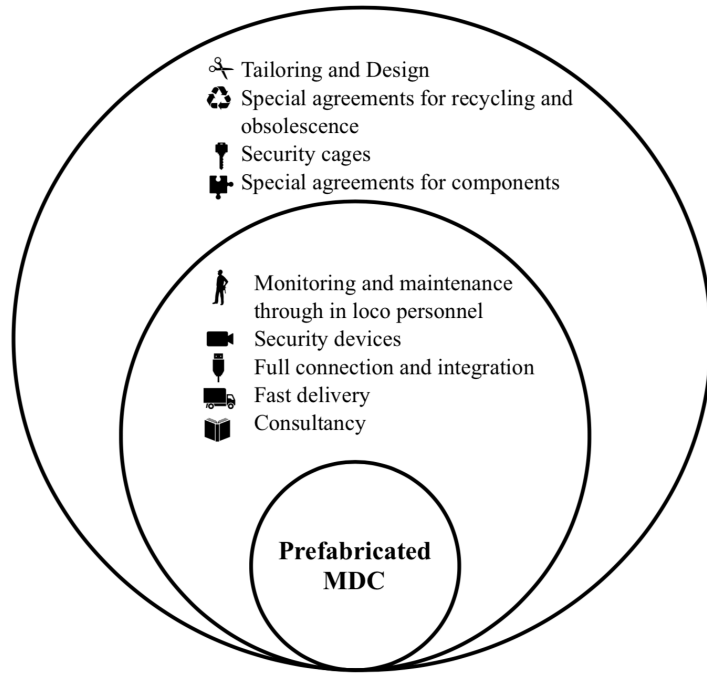 Tailoring and Design
Special agreements for recycling and
obsolescence
Security cages
Special agreements for components
Monitoring and maintenance
through in loco personnel
Security devices
Full connection and integration
Fast delivery
Consultancy
Prefabricated
MDC